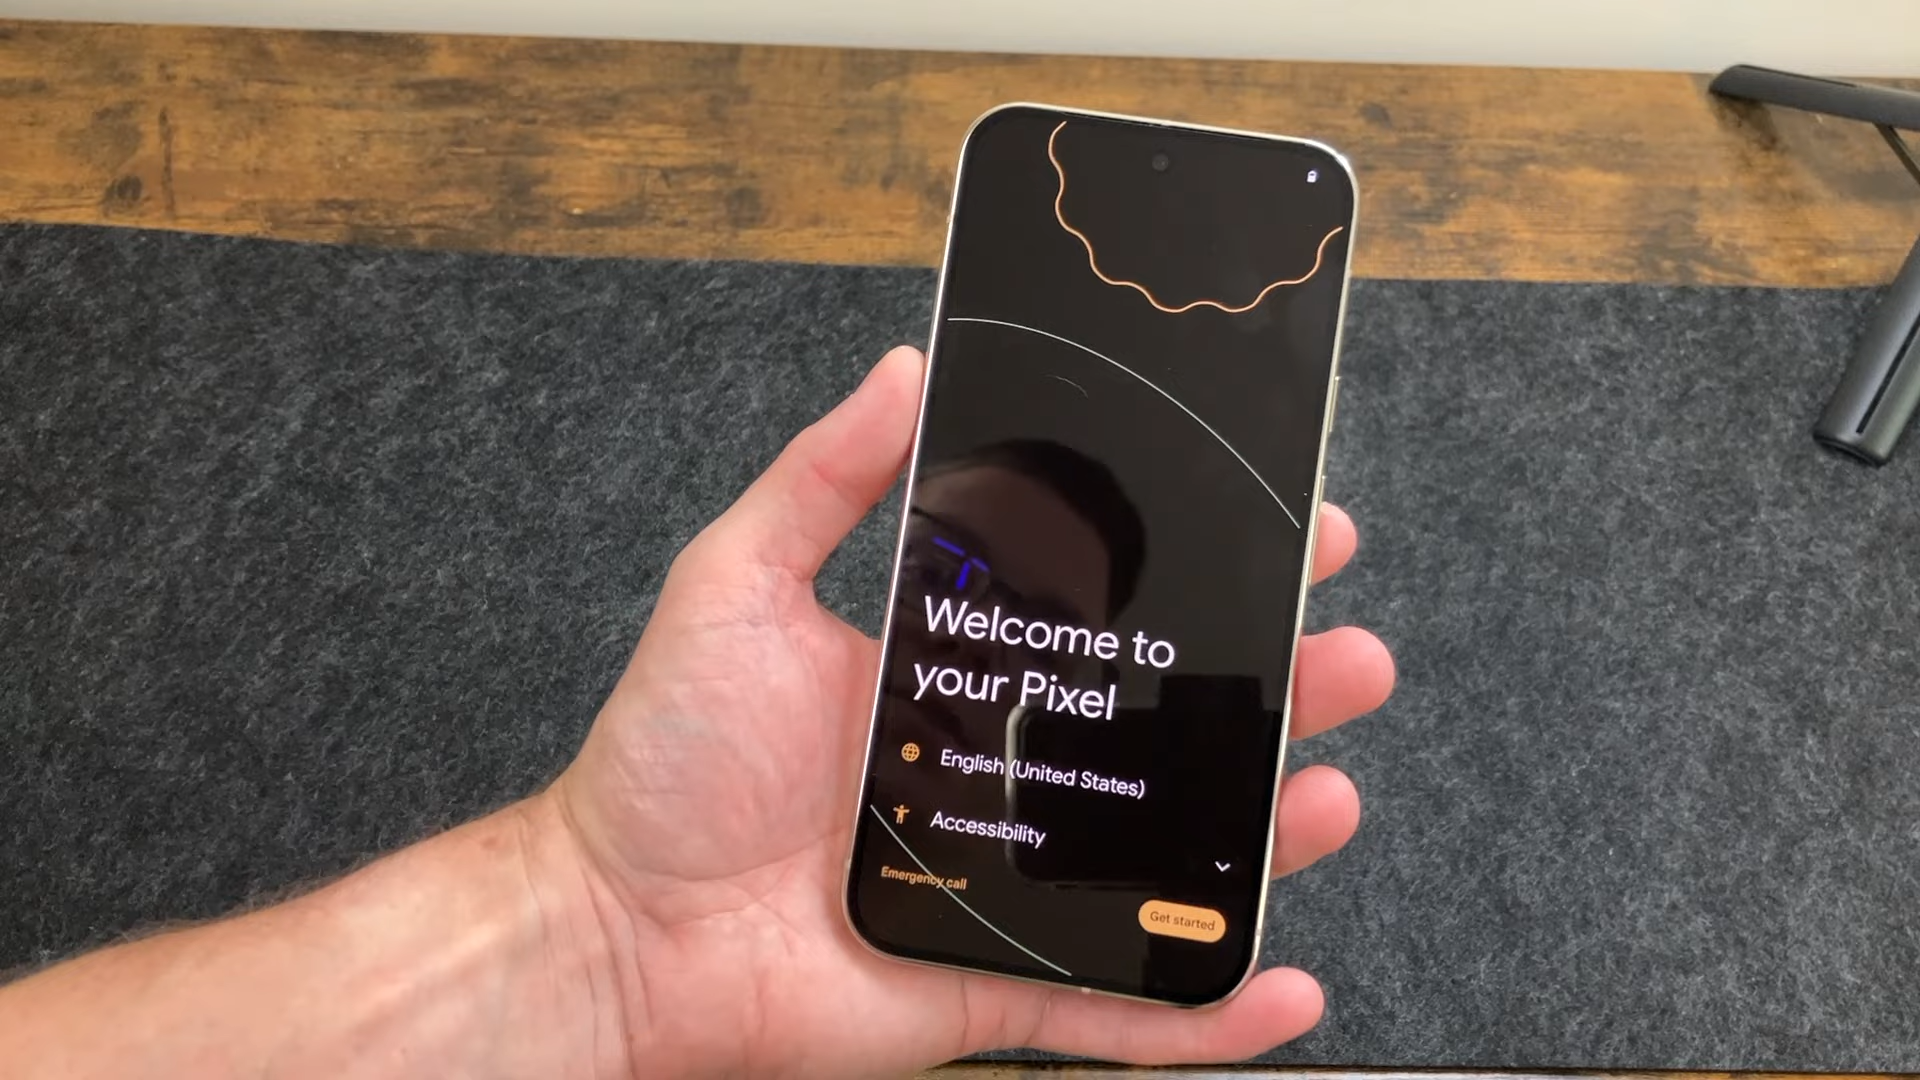 Welcome to
your Pixel
English (United States)
Accessibility
Emergency call
Get started